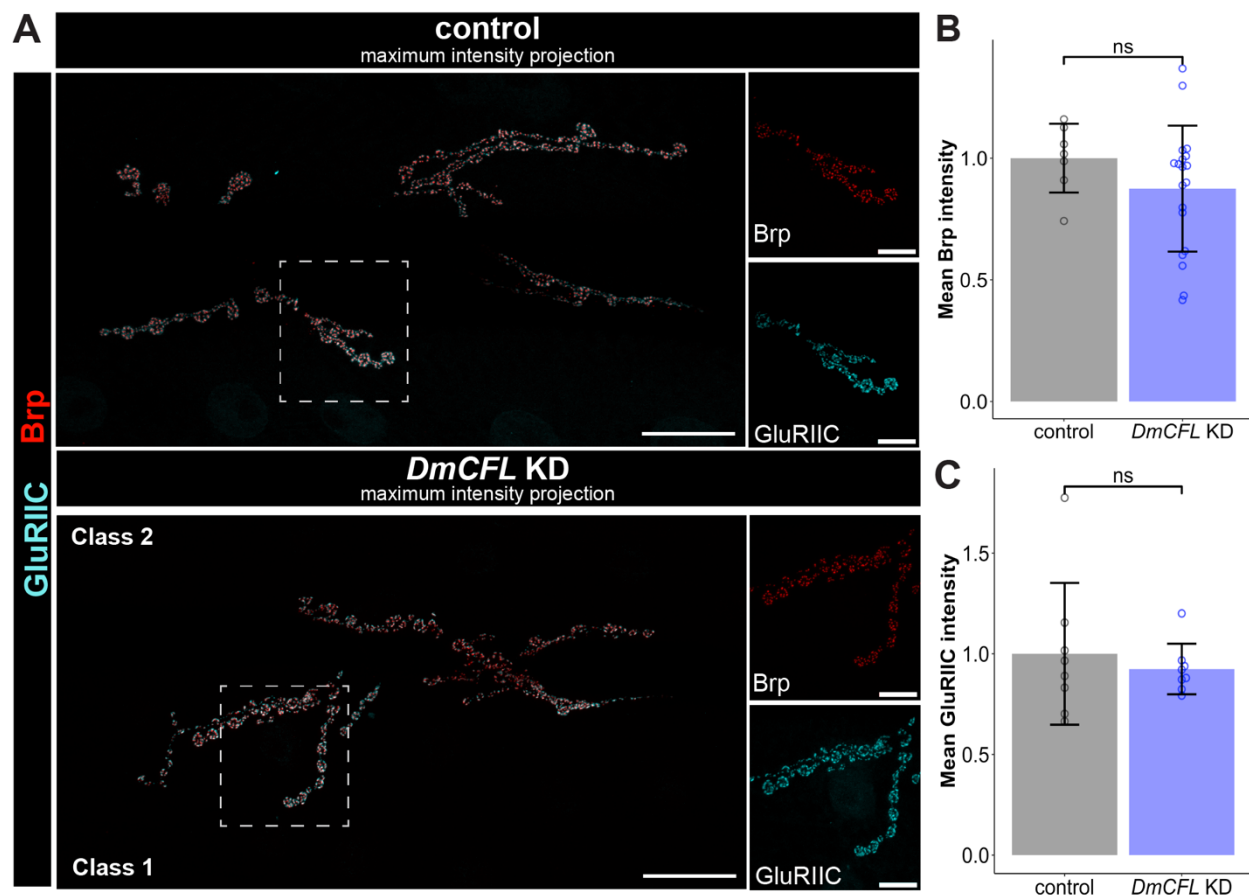 A
control
maximum intensity projection
GluRIIC Brp
Brp
GluRIIC
DmCFL KD
maximum intensity projection
Class 2
Class 1
Brp
GluRIIC
B
ns
Mean Brp intensity
1.0
0.5
0.0
control
DmCFL KD
C
ns
Mean GluRIIC intensity
1.5
1.0
0.5
0.0
control
DmCFL KD